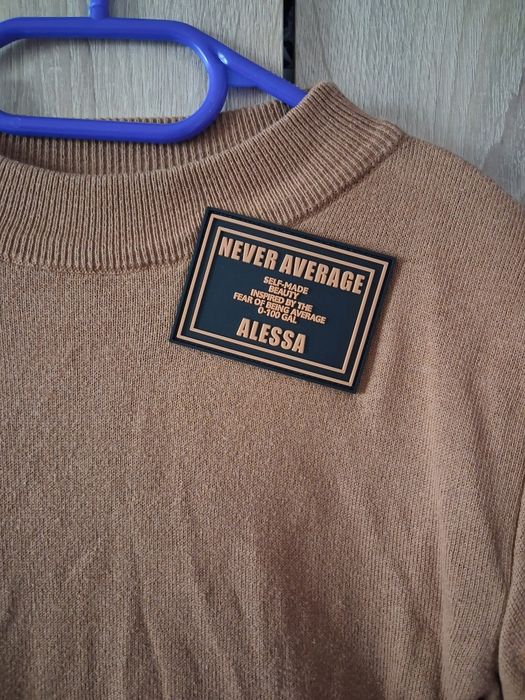 NEVER AVERAGE
SELF-MADE
BEAUTY
INSPIRED BY THE
FEAR OF BEING AVERAGE
0-100 GAL
ALESSA